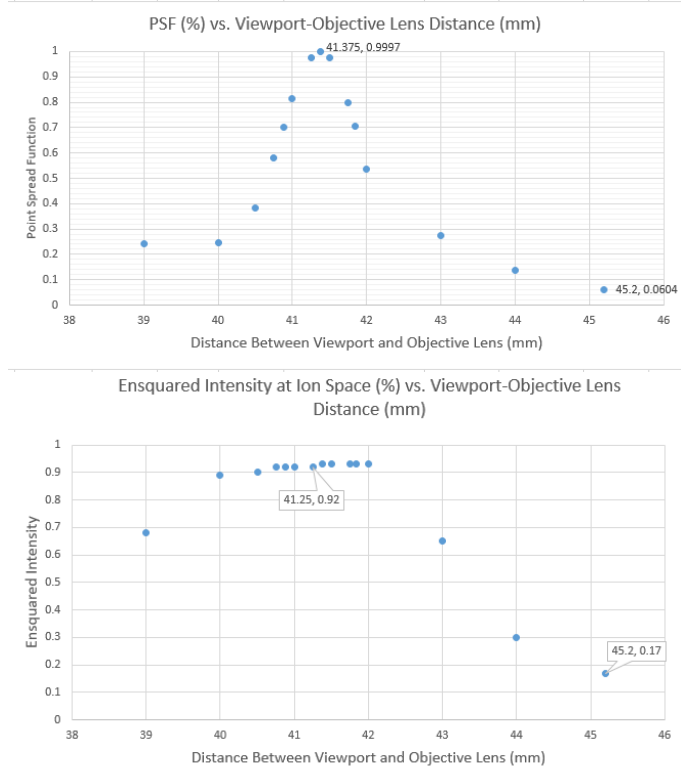 PSF (%) vs. Viewport-Objective Lens Distance (mm)
1
0.9
0.8
0.7
0.6
0.5
0.4
0.3
0.2
0.1
0
Point Spread Function
41.375, 0.9997
45.2, 0.0604
38 39 40 41 42 43 44 45 46
Distance Between Viewport and Objective Lens (mm)
Ensquared Intensity at Ion Space (%) vs. Viewport-Objective Lens
Distance (mm)
1
0.9
0.8
0.7
0.6
0.5
0.4
0.3
0.2
0.1
0
Ensquared Intensity
41.25, 0.92
45.2, 0.17
38 39 40 41 42 43 44 45 46
Distance Between Viewport and Objective Lens (mm)